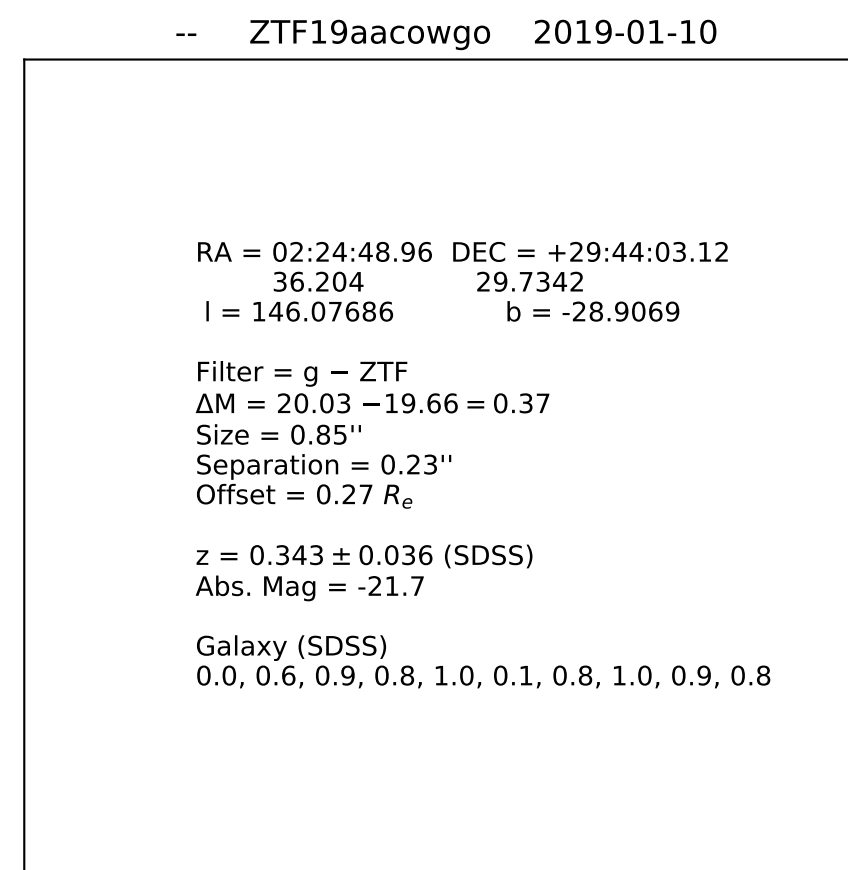 -- ZTF19aacowgo 2019-01-10
RA = 02:24:48.96 DEC = +29:44:03.12
36.204 29.7342
l = 146.07686 b = -28.9069
Filter = g − ZTF
ΔM = 20.03 −19.66 = 0.37
Size = 0.85''
Separation = 0.23''
Offset = 0.27 Rₑ
z = 0.343 ± 0.036 (SDSS)
Abs. Mag = -21.7
Galaxy (SDSS)
0.0, 0.6, 0.9, 0.8, 1.0, 0.1, 0.8, 1.0, 0.9, 0.8